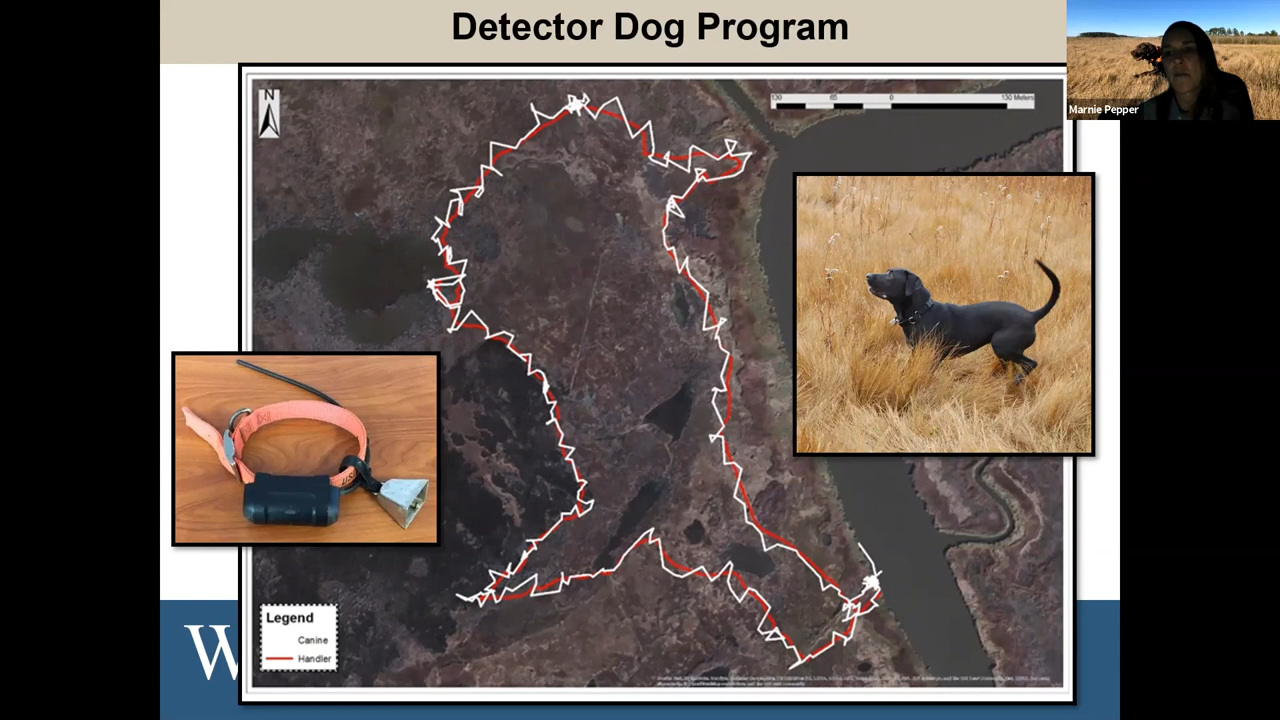 Detector Dog Program
Marnie Pepper
N
130 65 0 130 Meters
Legend
Canine
Handler
W